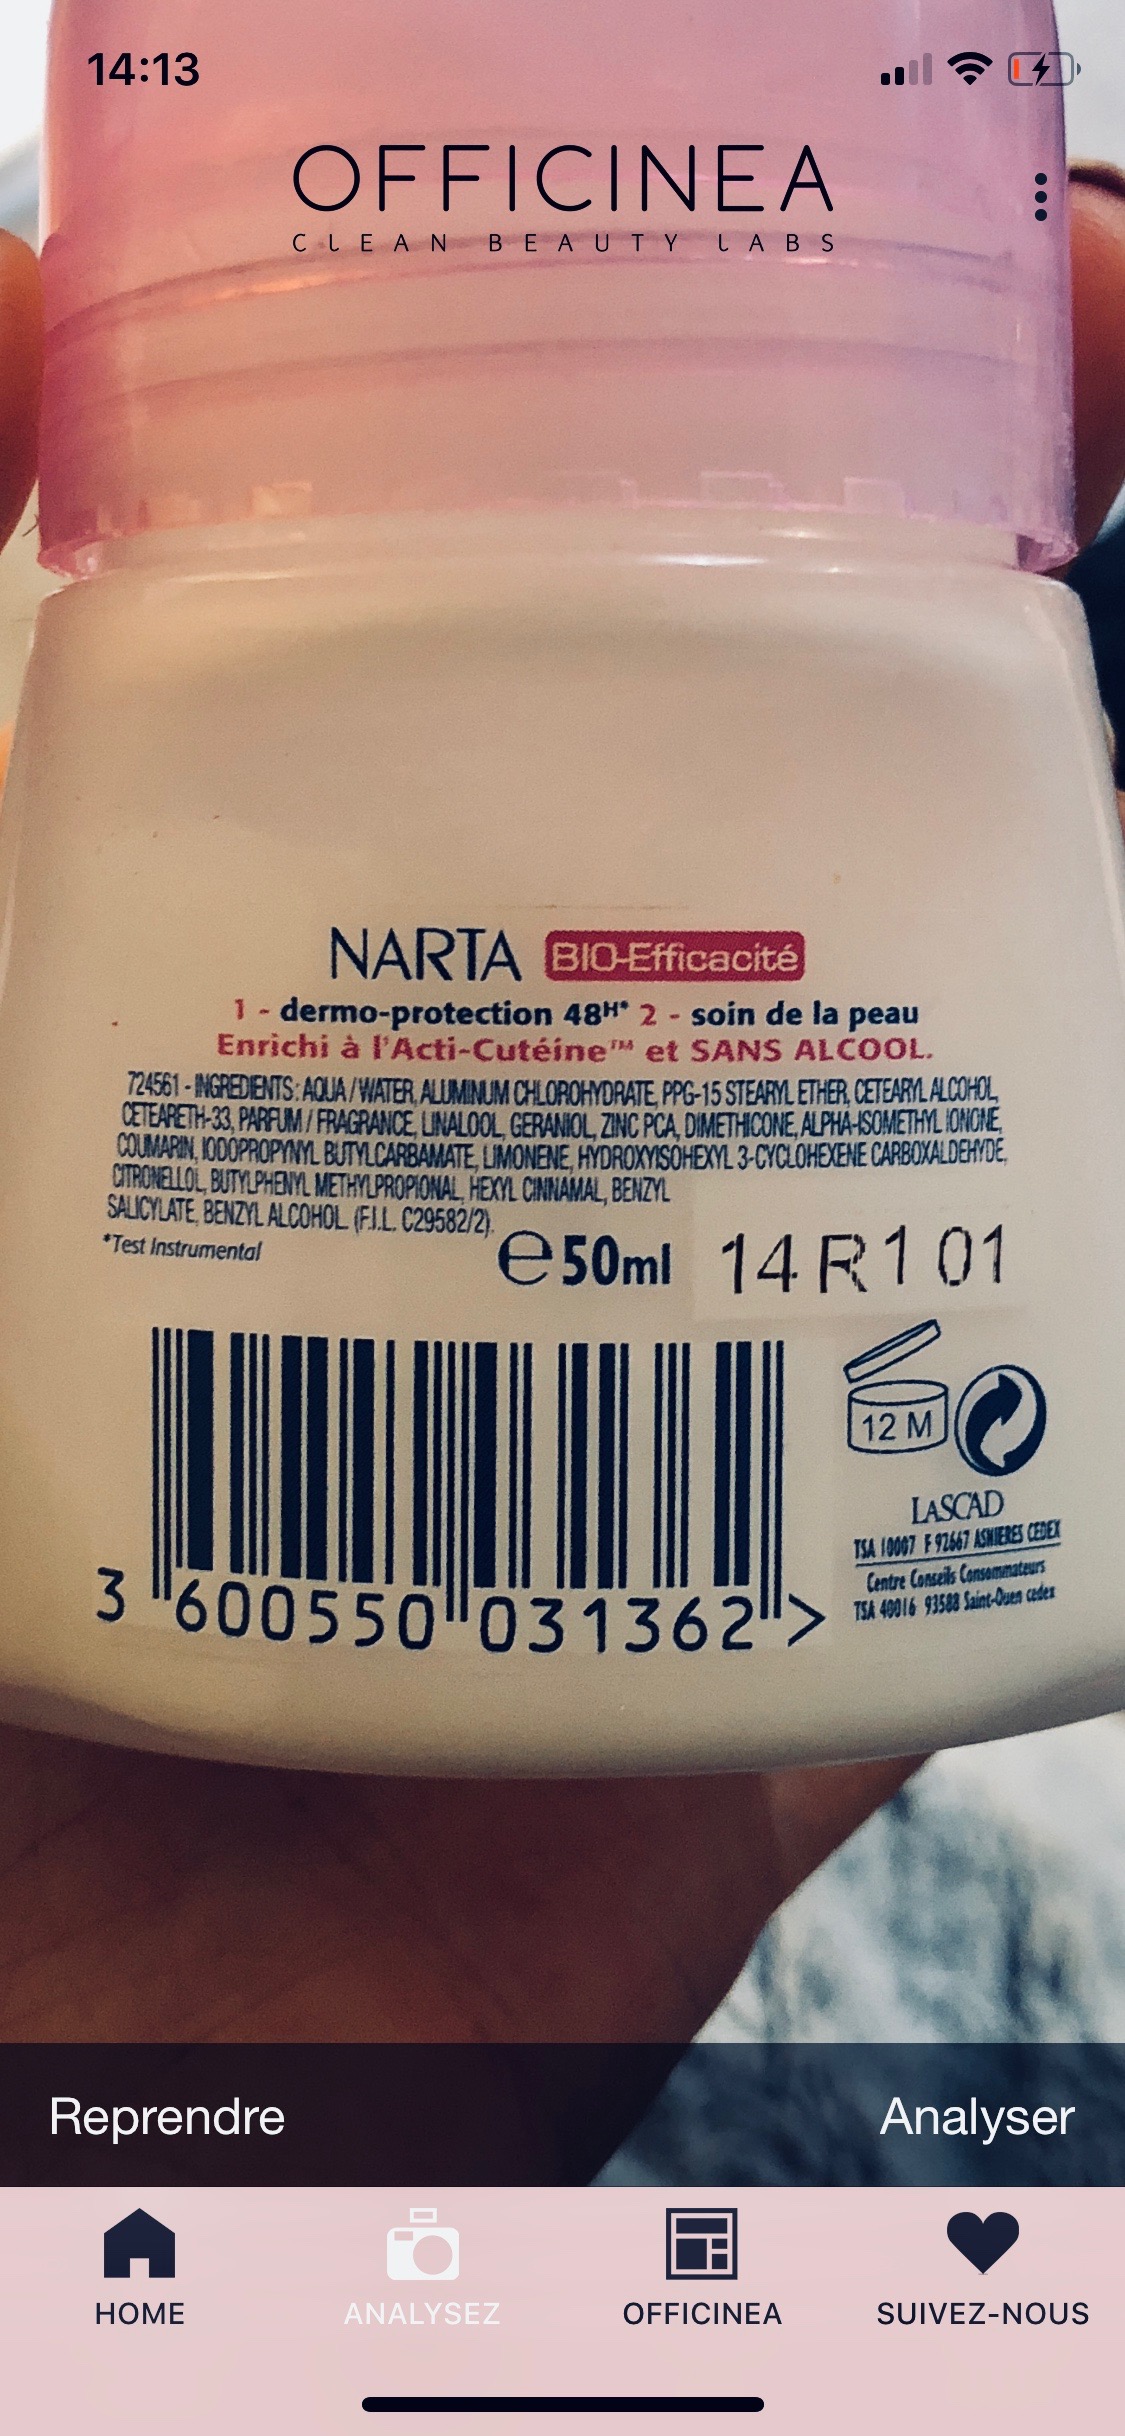 14:13
OFFICINEA
CLEAN BEAUTY LABS
NARTA BIO-Efficacité
1 - dermo-protection 48H* 2 - soin de la peau
Enrichi à l'Acti-Cutéine™ et SANS ALCOOL.
724561 - INGREDIENTS: AQUA / WATER, ALUMINUM CHLOROHYDRATE, PPG-15 STEARYL ETHER, CETEARYL ALCOHOL,
CETEARETH-33, PARFUM / FRAGRANCE, LINALOOL, GERANIOL, ZINC PCA, DIMETHICONE, ALPHA-ISOMETHYL IONONE,
COUMARIN, IODOPROPYNYL BUTYLCARBAMATE, LIMONENE, HYDROXYISOHEXYL 3-CYCLOHEXENE CARBOXALDEHYDE,
CITRONELLOL, BUTYLPHENYL METHYLPROPIONAL, HEXYL CINNAMAL, BENZYL
SALICYLATE, BENZYL ALCOHOL. (F.I.L. C29582/2).
*Test Instrumental
e50ml 14R101
12 M
LASCAD
TSA 10007 F 92667 ASNIERES CEDEX
Centre Conseils Consommateurs
TSA 40016 93588 Saint-Ouen cedex
3 600550 031362 >
Reprendre Analyser
HOME ANALYSEZ OFFICINEA SUIVEZ-NOUS